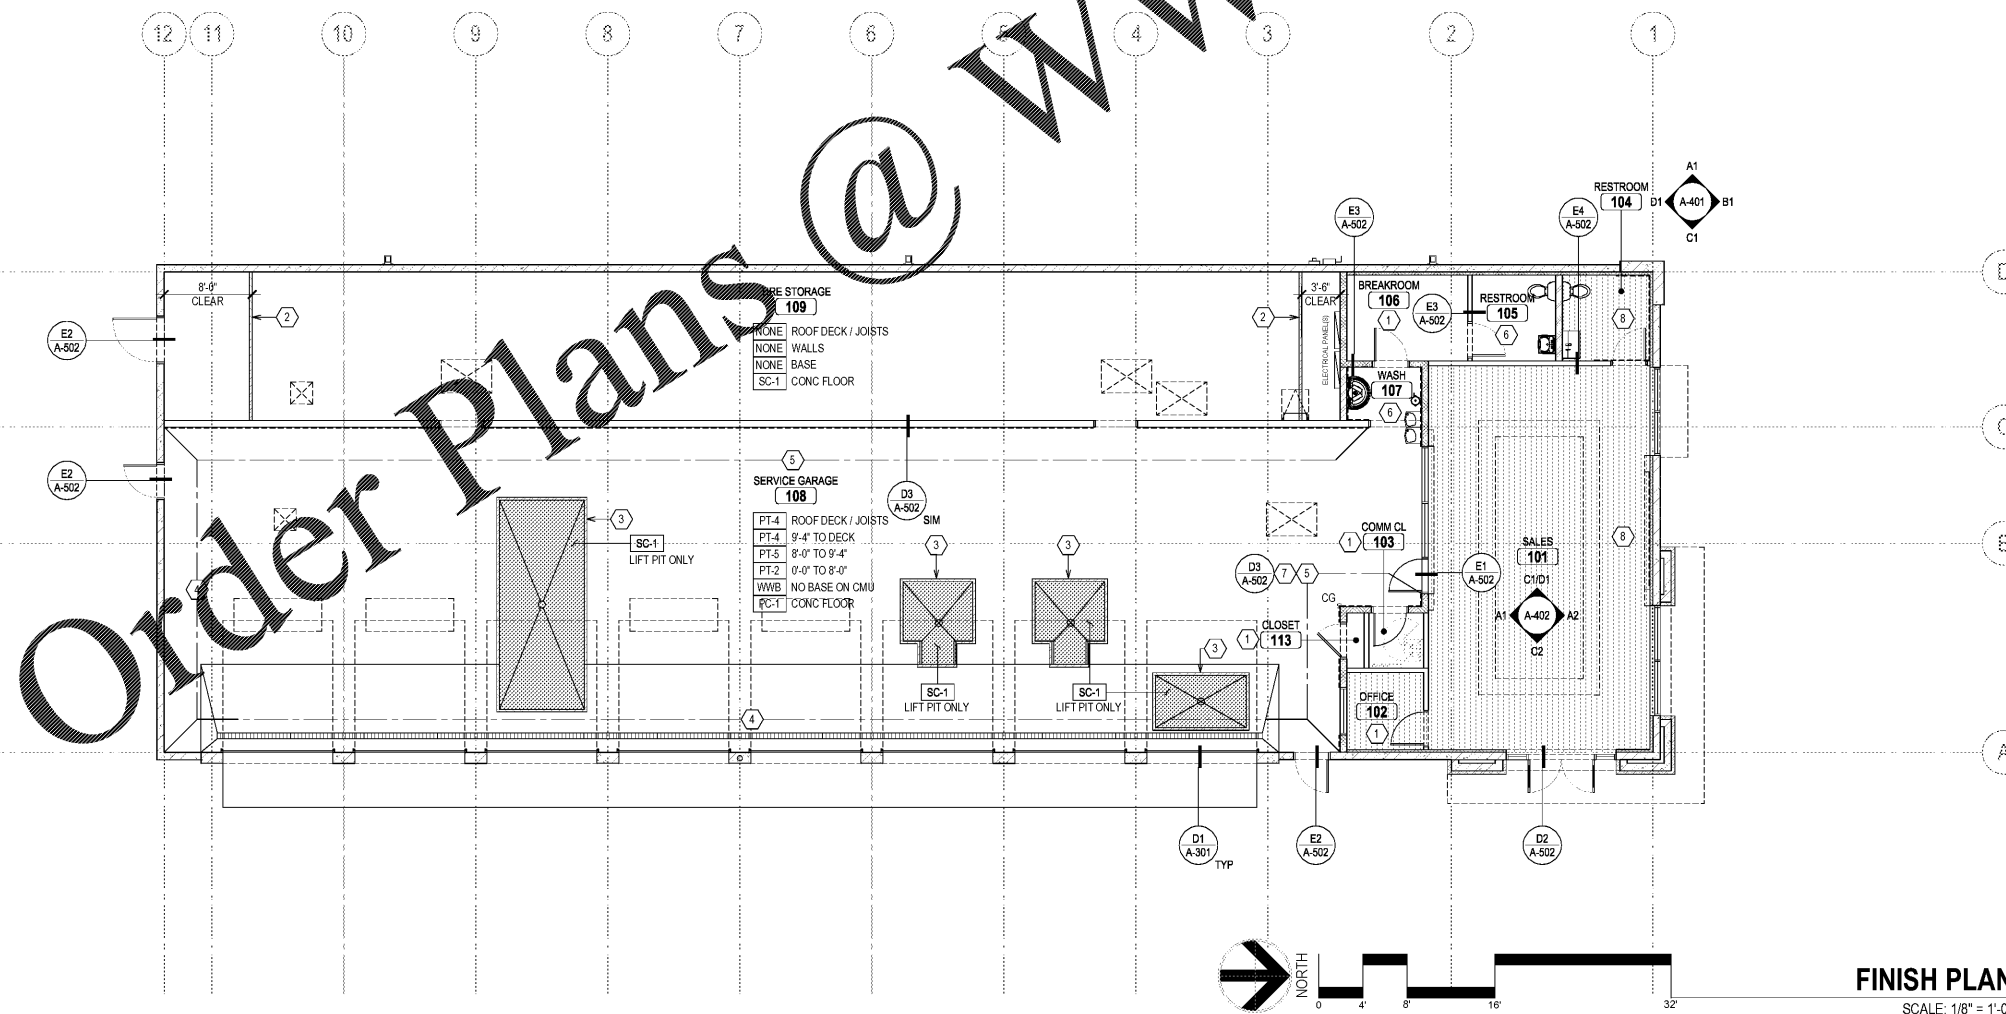 12 11 10 9 8 7 6 5 4 3 2 1
Order Plans @ WW
A1
RESTROOM
104
D1 A-401 B1
C1
E3
A-502
E4
A-502
8'-0"
CLEAR
2
TIRE STORAGE
109
NONE ROOF DECK / JOISTS
NONE WALLS
NONE BASE
SC-1 CONC FLOOR
3'-6"
CLEAR
2
ELECTRICAL PANEL(S)
BREAKROOM
106
1
E3
A-502
RESTROOM
105
6
8
E2
A-502
WASH
107
6
E2
A-502
5
SERVICE GARAGE
108
PT-4 ROOF DECK / JOISTS
PT-4 9'-4" TO DECK
PT-5 8'-0" TO 9'-4"
PT-2 0'-0" TO 8'-0"
WWB NO BASE ON CMU
PC-1 CONC FLOOR
D3
A-502
SIM
3
SC-1
LIFT PIT ONLY
3
3
1
COMM CL
103
SALES
101
8
C1/D1
A1 A-402 A2
C2
D3
A-502
7
5
E1
A-502
CG
4
CLOSET
113
1
3
SC-1
LIFT PIT ONLY
SC-1
LIFT PIT ONLY
OFFICE
102
1
4
D1
A-301
TYP
E2
A-502
D2
A-502
NORTH
0 4' 8' 16' 32'
FINISH PLAN
SCALE: 1/8" = 1'-0